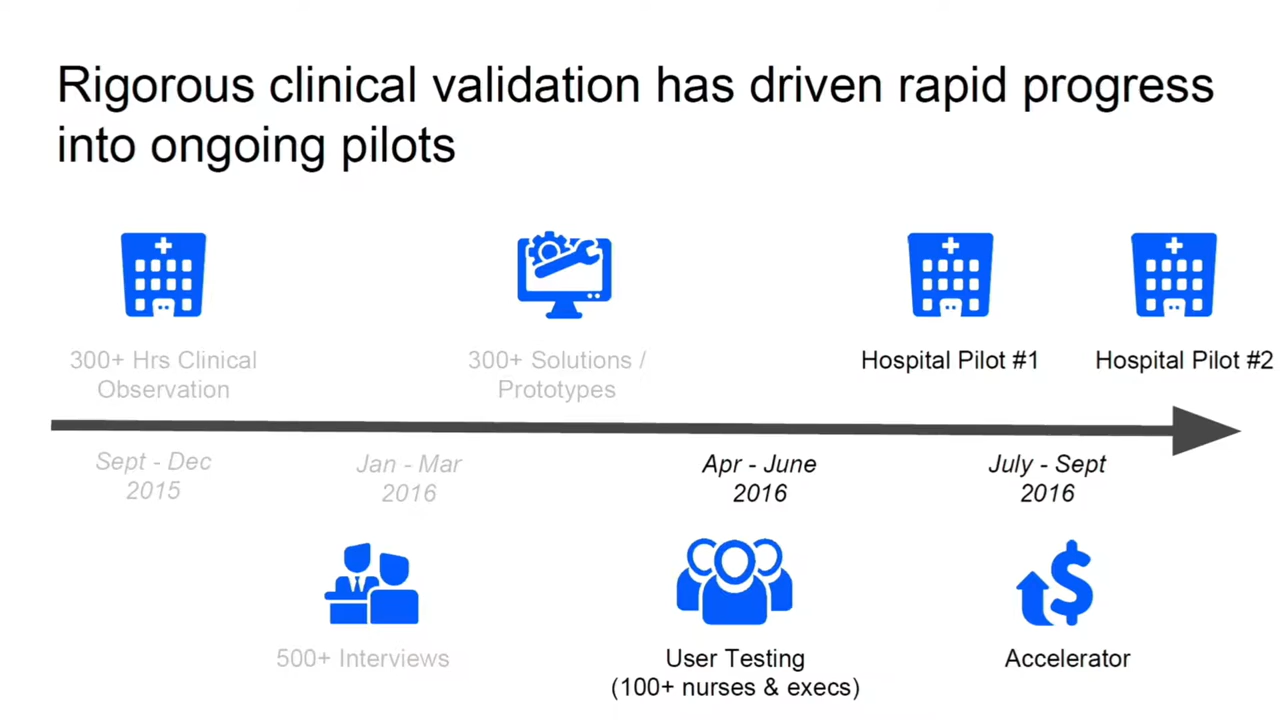 Rigorous clinical validation has driven rapid progress
into ongoing pilots
300+ Hrs Clinical
Observation
300+ Solutions /
Prototypes
Hospital Pilot #1
Hospital Pilot #2
Sept - Dec
2015
Jan - Mar
2016
Apr - June
2016
July - Sept
2016
500+ Interviews
User Testing
(100+ nurses & execs)
Accelerator